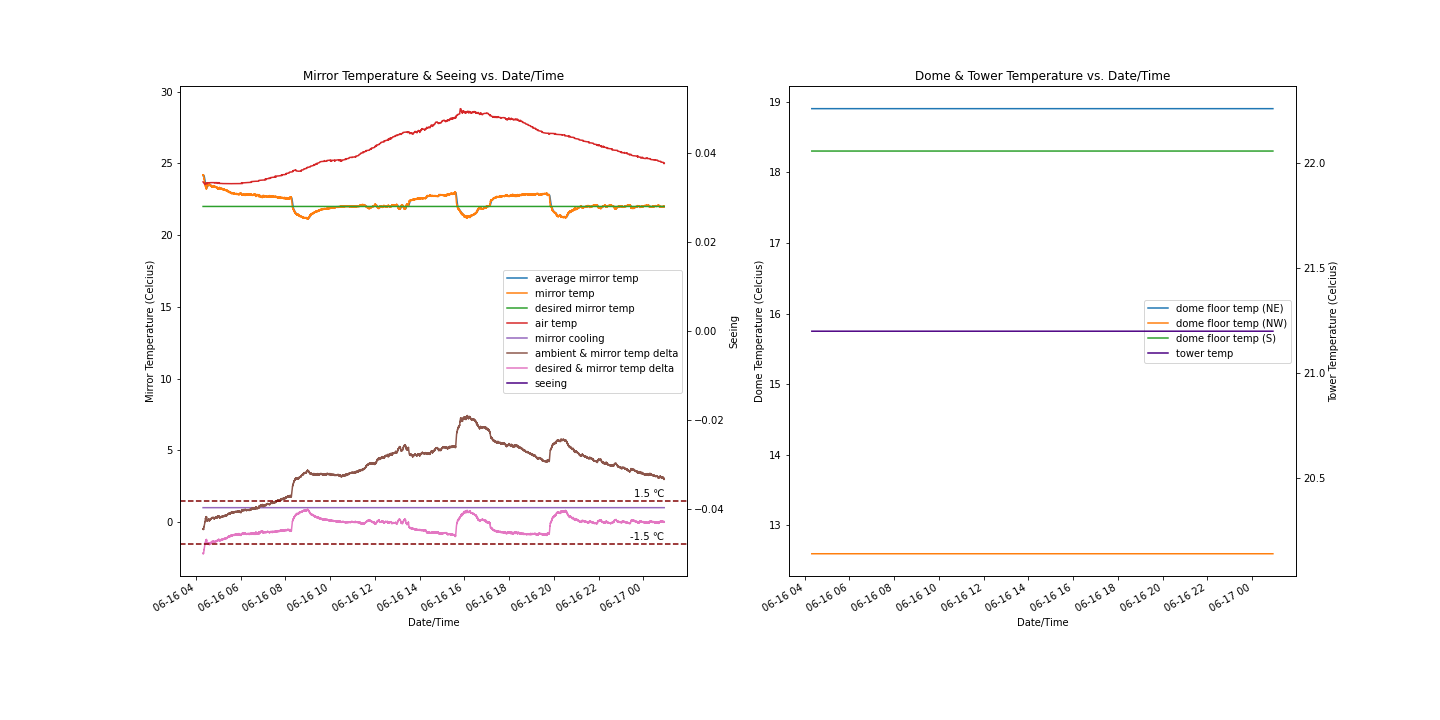 Mirror Temperature & Seeing vs. Date/Time
Mirror Temperature (Celcius)
30
25
20
15
10
5
0
0.04
0.02
0.00
−0.02
−0.04
Seeing
average mirror temp
mirror temp
desired mirror temp
air temp
mirror cooling
ambient & mirror temp delta
desired & mirror temp delta
seeing
1.5 ℃
-1.5 ℃
06-16 04
06-16 06
06-16 08
06-16 10
06-16 12
06-16 14
06-16 16
06-16 18
06-16 20
06-16 22
06-17 00
Date/Time
Dome & Tower Temperature vs. Date/Time
Dome Temperature (Celcius)
19
18
17
16
15
14
13
22.0
21.5
21.0
20.5
Tower Temperature (Celcius)
dome floor temp (NE)
dome floor temp (NW)
dome floor temp (S)
tower temp
06-16 04
06-16 06
06-16 08
06-16 10
06-16 12
06-16 14
06-16 16
06-16 18
06-16 20
06-16 22
06-17 00
Date/Time